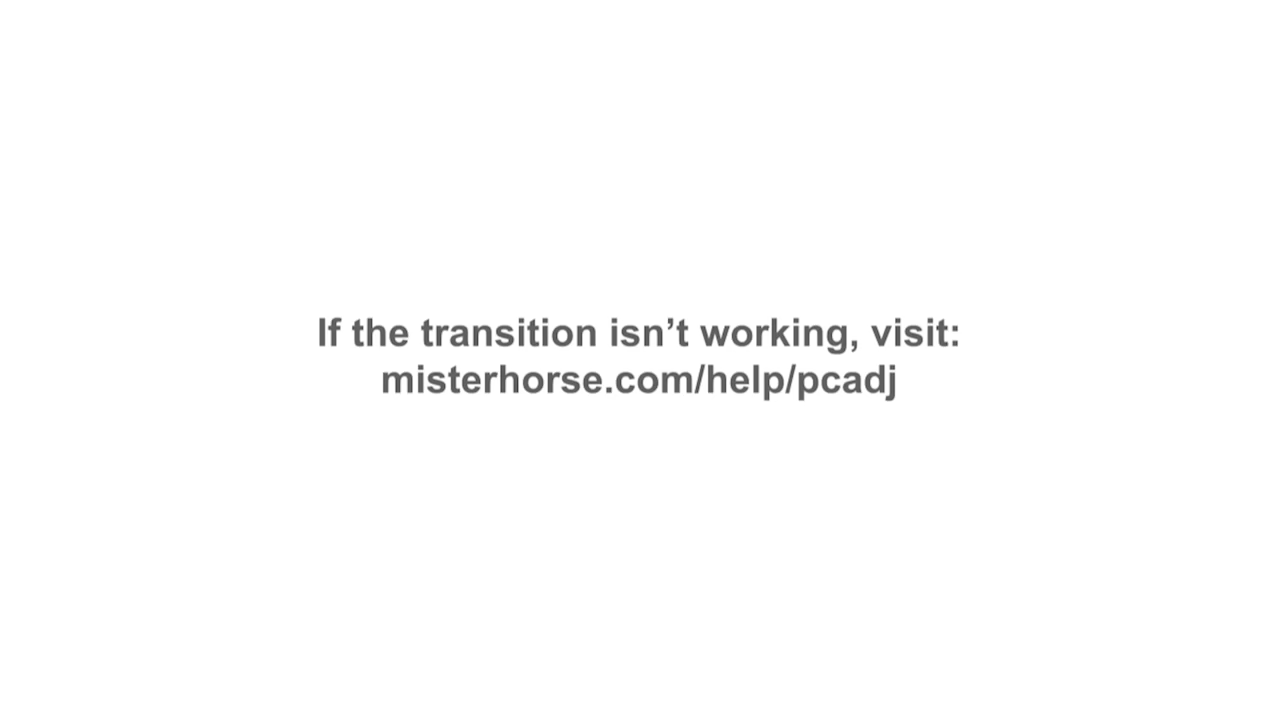 If the transition isn’t working, visit:
misterhorse.com/help/pcadj